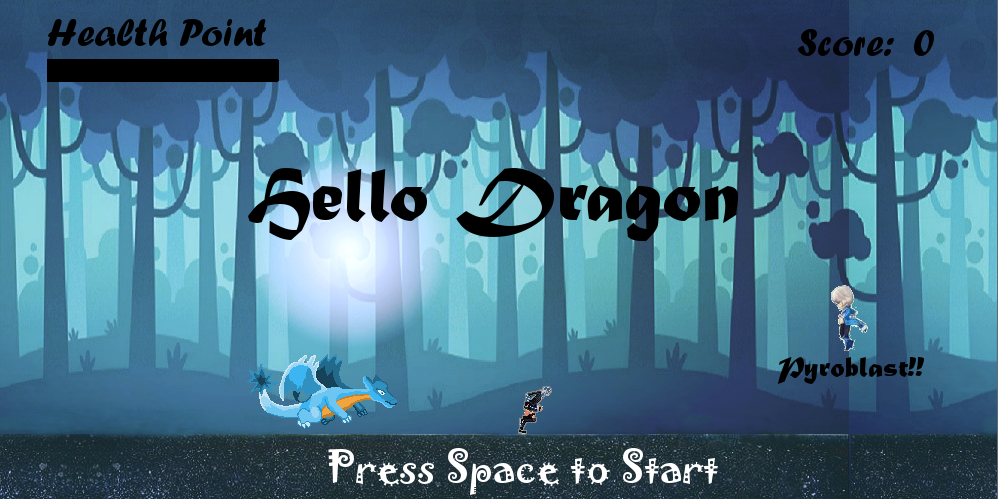 Health Point
Score: 0
Hello Dragon
Pyroblast!!
Press Space to Start